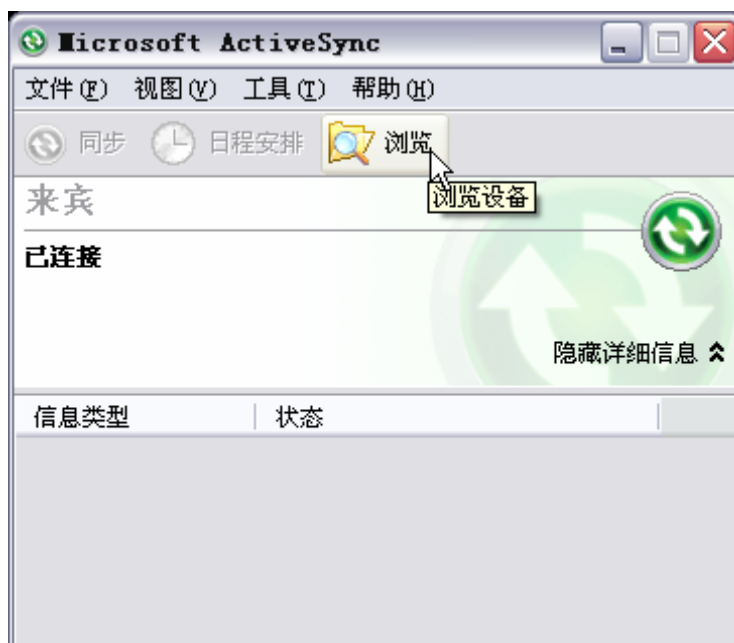 Microsoft ActiveSync
文件(F) 视图(V) 工具(T) 帮助(H)
同步 日程安排 浏览
浏览设备
来宾
已连接
隐藏详细信息
信息类型 状态